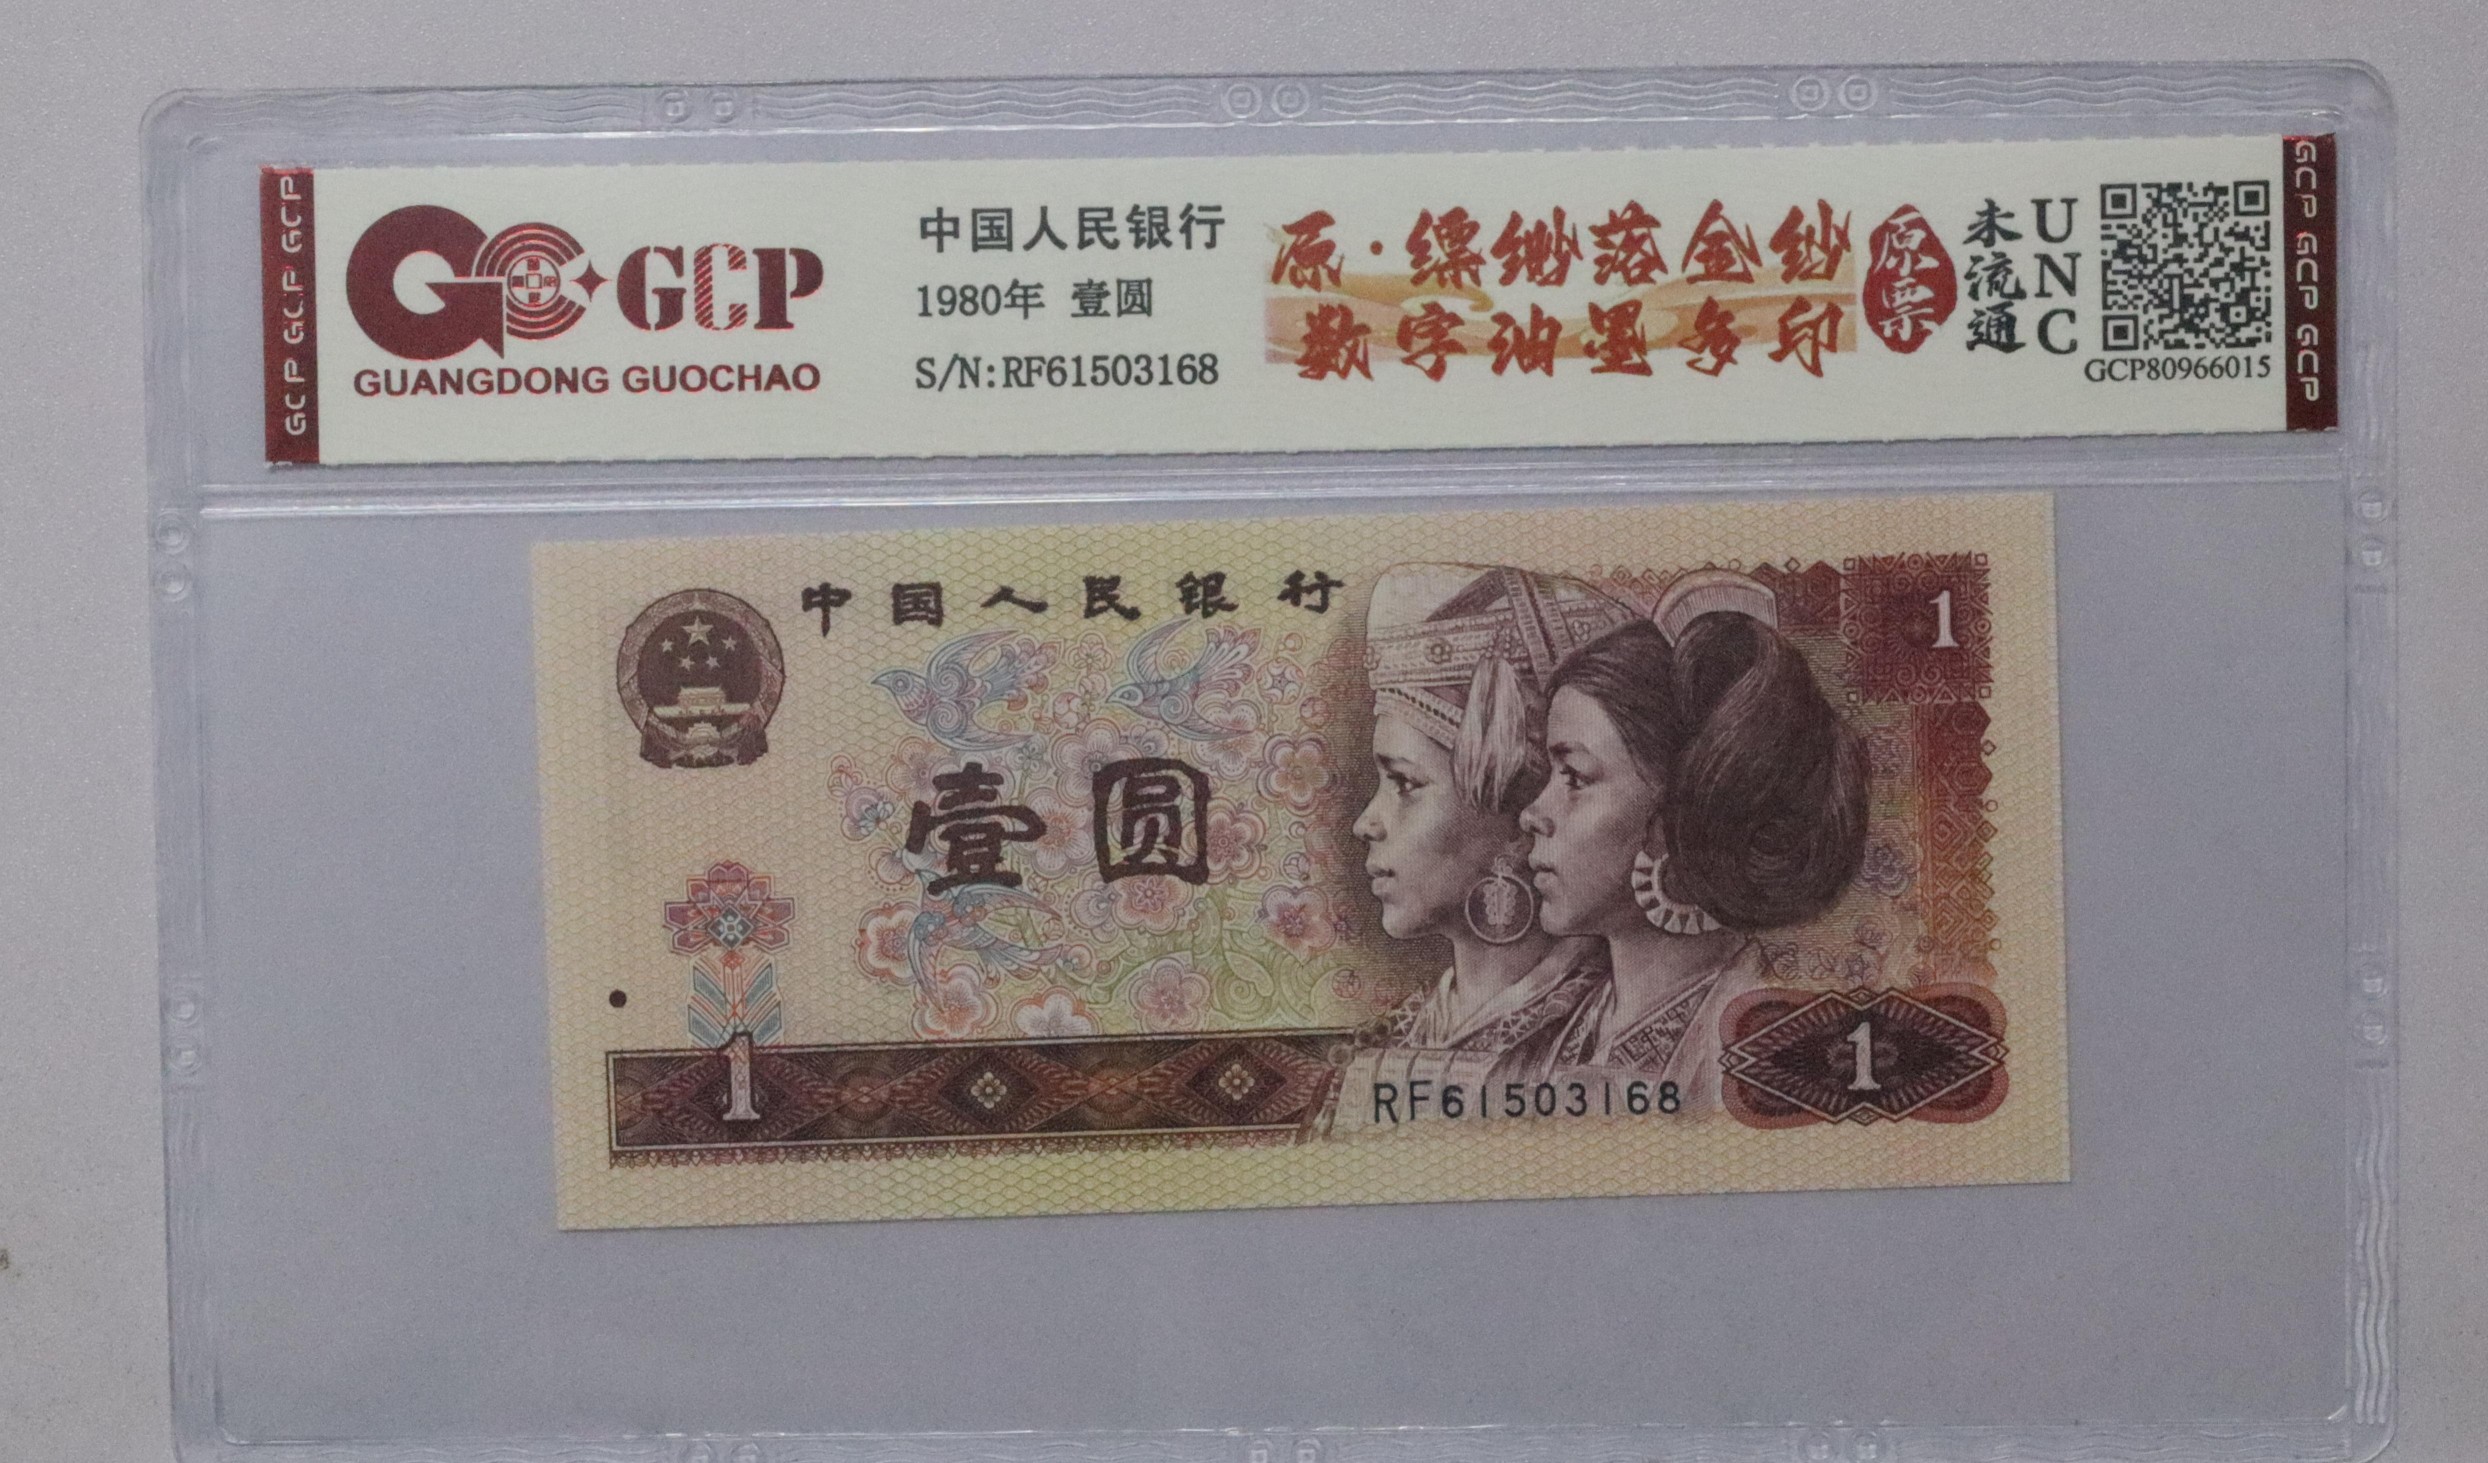 GCP GCP GCP
GCP
GUANGDONG GUOCHAO
中国人民银行
1980年 壹圆
S/N:RF61503168
原·缥缈落金纱
数字油墨多印
原票
未流通
UNC
GCP80966015
GCP GCP GCP
中国人民银行
1
壹圆
1
RF61503168
1